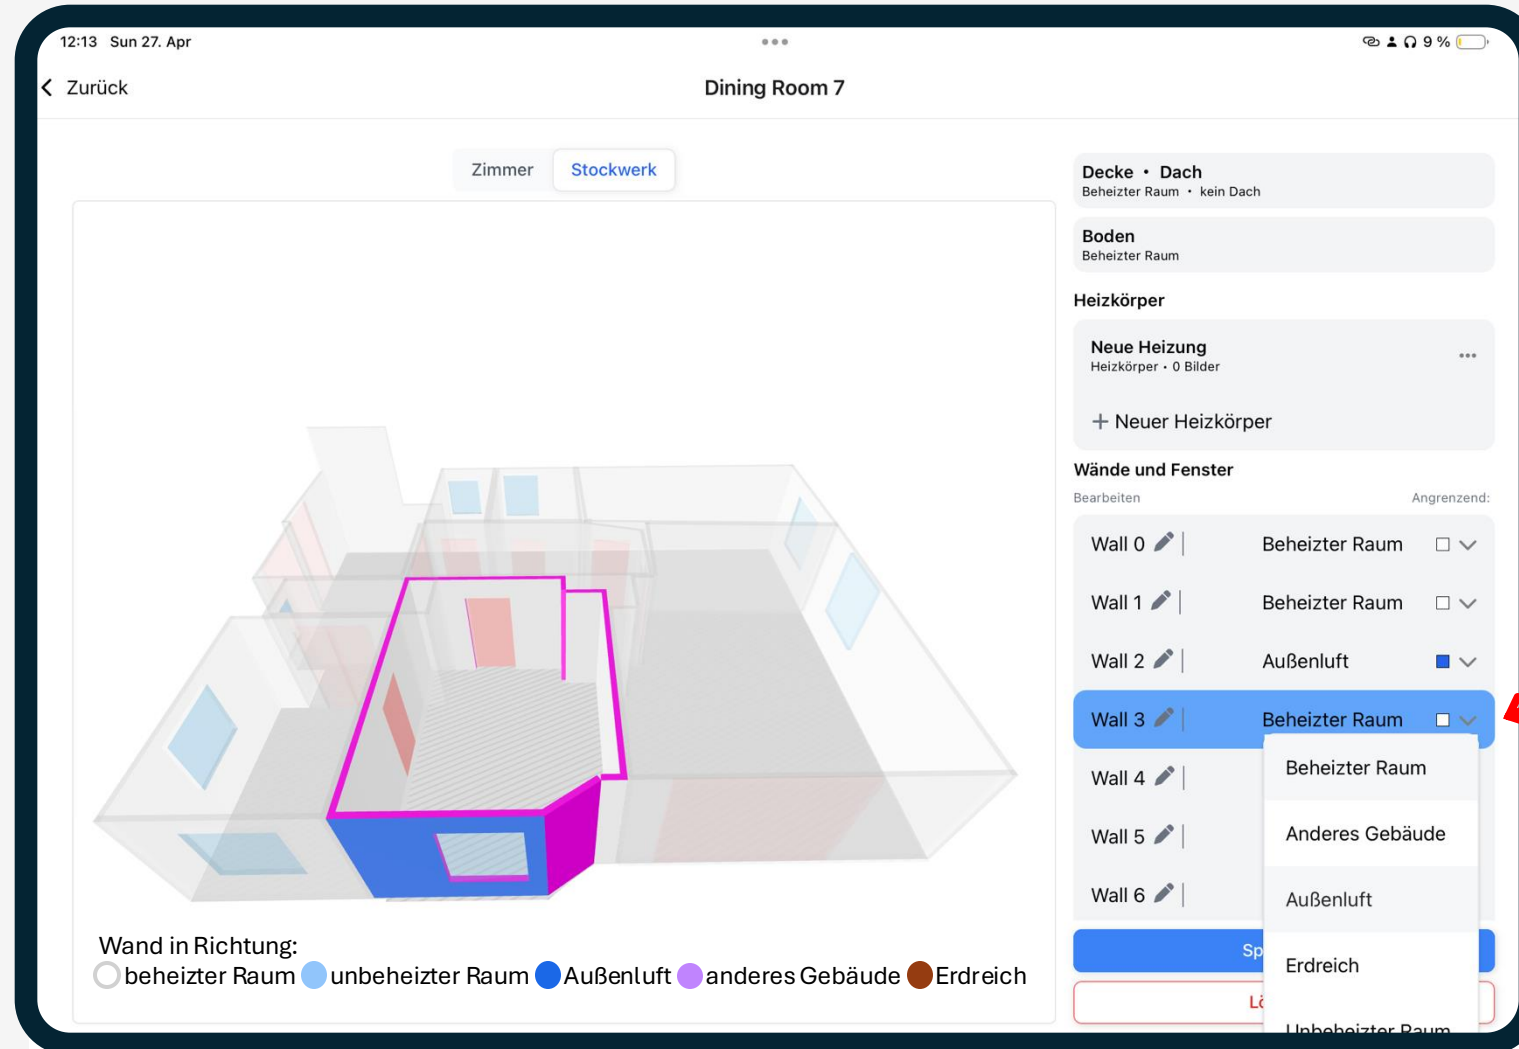 12:13 Sun 27. Apr
9 %
Zurück
Dining Room 7
Zimmer
Stockwerk
Decke • Dach
Beheizter Raum • kein Dach
Boden
Beheizter Raum
Heizkörper
Neue Heizung
Heizkörper • 0 Bilder
+ Neuer Heizkörper
Wände und Fenster
Bearbeiten
Angrenzend:
Wall 0 Beheizter Raum
Wall 1 Beheizter Raum
Wall 2 Außenluft
Wall 3 Beheizter Raum
Wall 4
Wall 5
Wall 6
Beheizter Raum
Anderes Gebäude
Außenluft
Erdreich
Unbeheizter Raum
Wand in Richtung:
beheizter Raum unbeheizter Raum Außenluft anderes Gebäude Erdreich